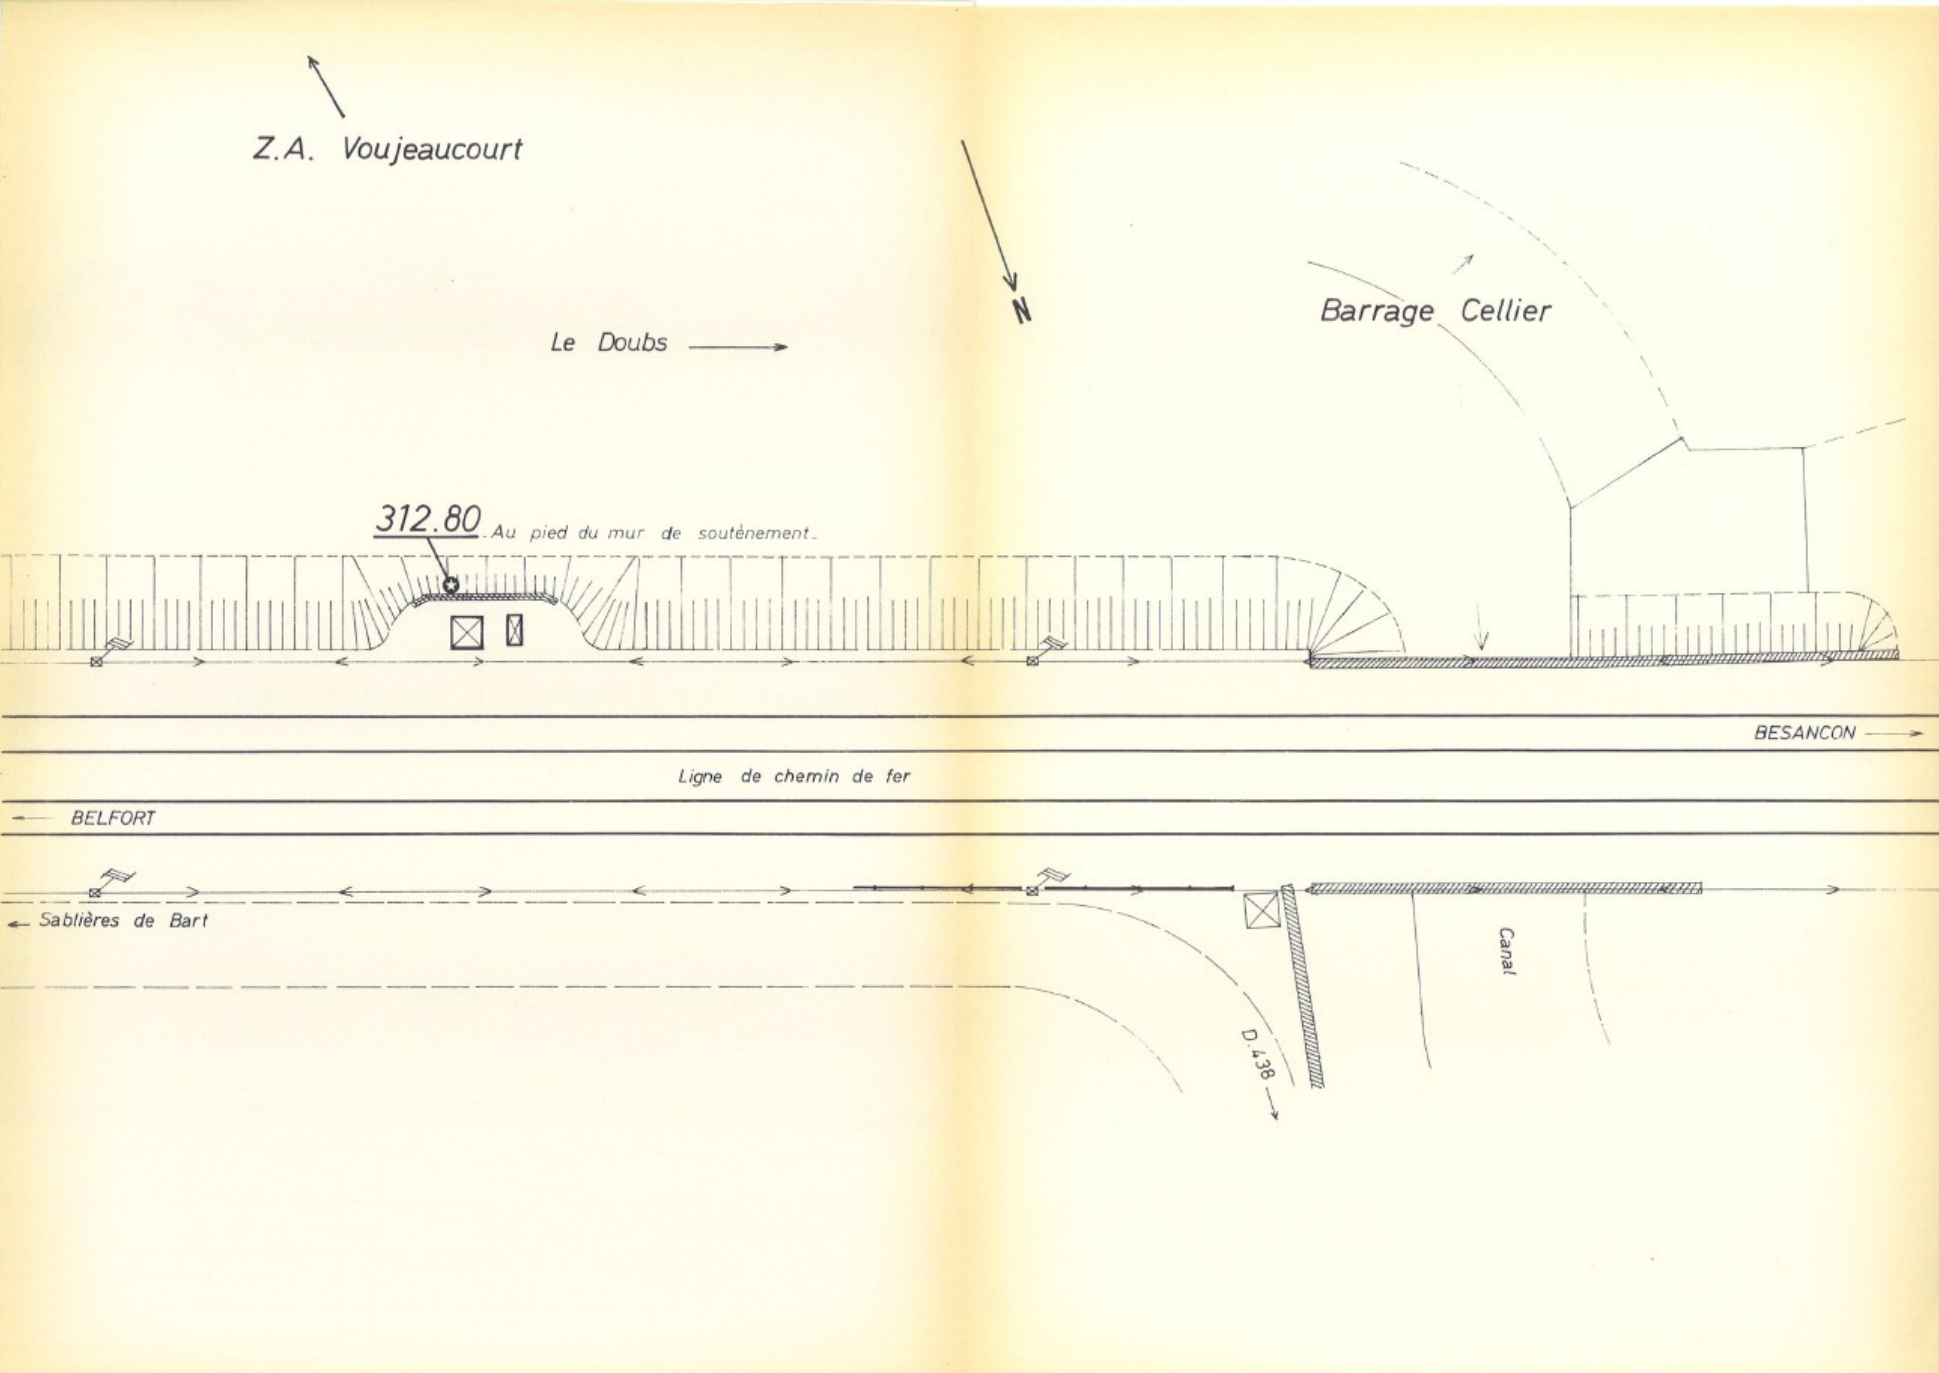 Z.A. Voujeaucourt
N
Barrage Cellier
Le Doubs
312.80 Au pied du mur de soutènement
BESANCON
Ligne de chemin de fer
BELFORT
Sablières de Bart
Canal
D.438